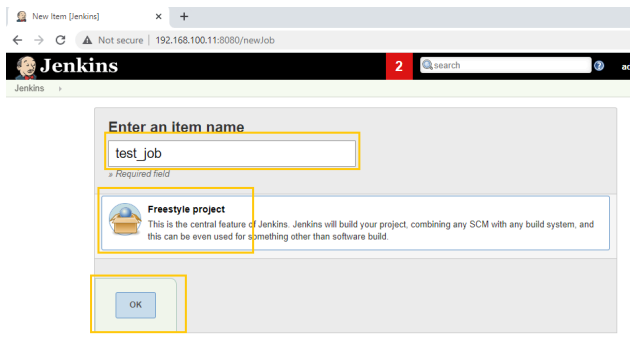 New Item [Jenkins]
Not secure | 192.168.100.11:8080/newJob
Jenkins
2
search
Jenkins
Enter an item name
test_job
» Required field
Freestyle project
This is the central feature of Jenkins. Jenkins will build your project, combining any SCM with any build system, and
this can be even used for something other than software build.
OK